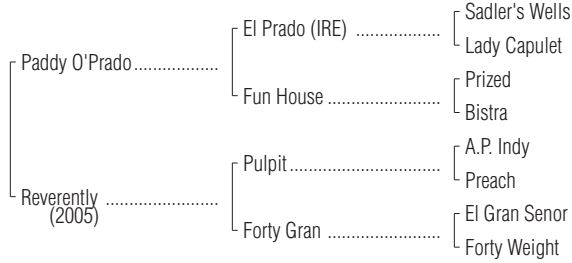 Sadler's Wells
El Prado (IRE) ...................
Lady Capulet
Paddy O'Prado...................
Prized
Fun House .........................
Bistra
A.P. Indy
Pulpit..................................
Preach
Reverently .........................
(2005)
El Gran Senor
Forty Gran .........................
Forty Weight